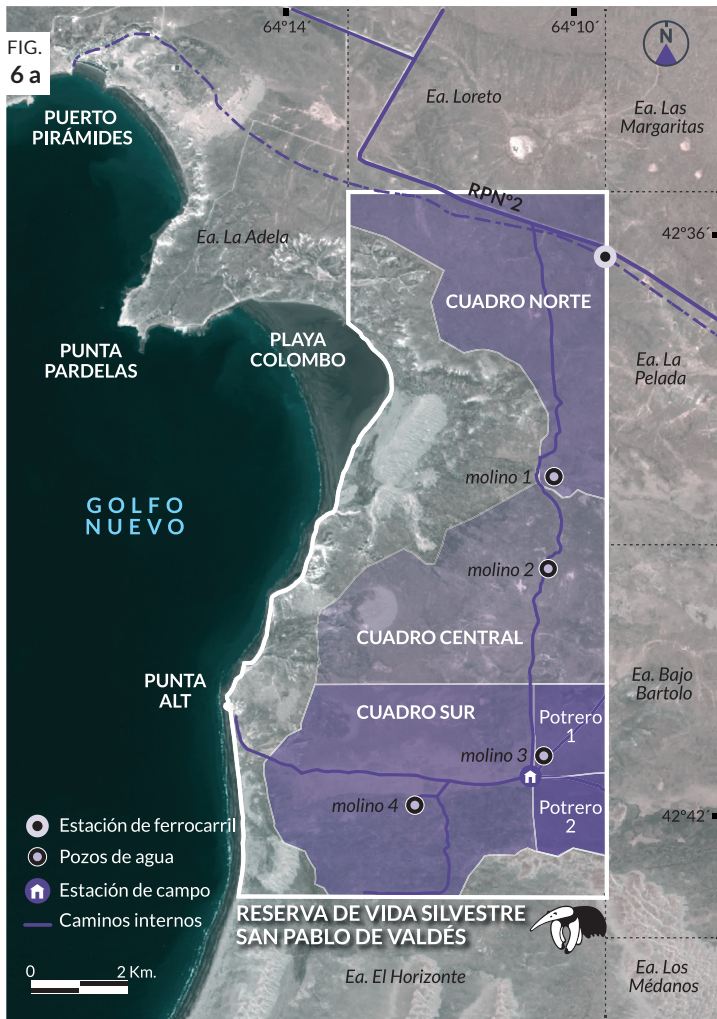 FIG.
6 a
64°14´
64°10´
N
Ea. Loreto
Ea. Las
Margaritas
PUERTO
PIRÁMIDES
RPNº2
Ea. La Adela
42°36´
CUADRO NORTE
PUNTA
PARDELAS
PLAYA
COLOMBO
Ea. La
Pelada
molino 1
GOLFO
NUEVO
molino 2
CUADRO CENTRAL
PUNTA
ALT
Ea. Bajo
Bartolo
CUADRO SUR
Potrero
1
molino 3
molino 4
Potrero
2
42°42´
Estación de ferrocarril
Pozos de agua
Estación de campo
Caminos internos
RESERVA DE VIDA SILVESTRE
SAN PABLO DE VALDÉS
0 2 Km.
Ea. El Horizonte
Ea. Los
Médanos